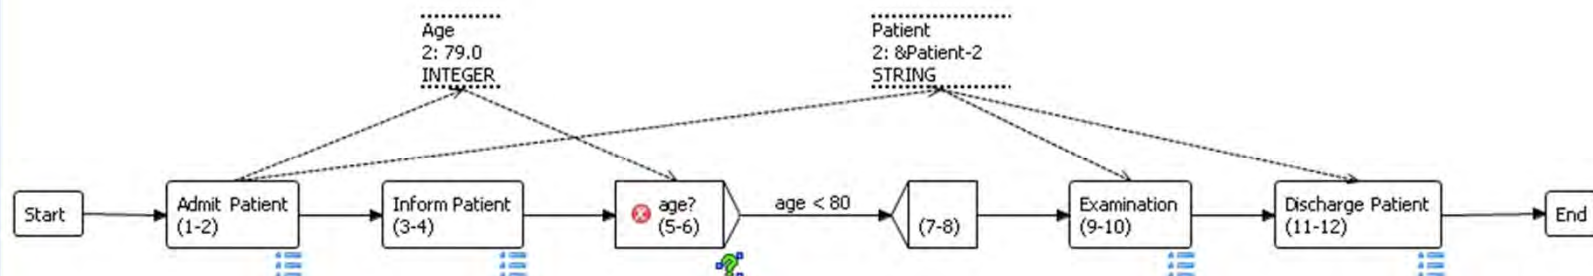 Age
2: 79.0
INTEGER
Patient
2: &Patient-2
STRING
Start
Admit Patient
(1-2)
Inform Patient
(3-4)
age?
(5-6)
age < 80
(7-8)
Examination
(9-10)
Discharge Patient
(11-12)
End